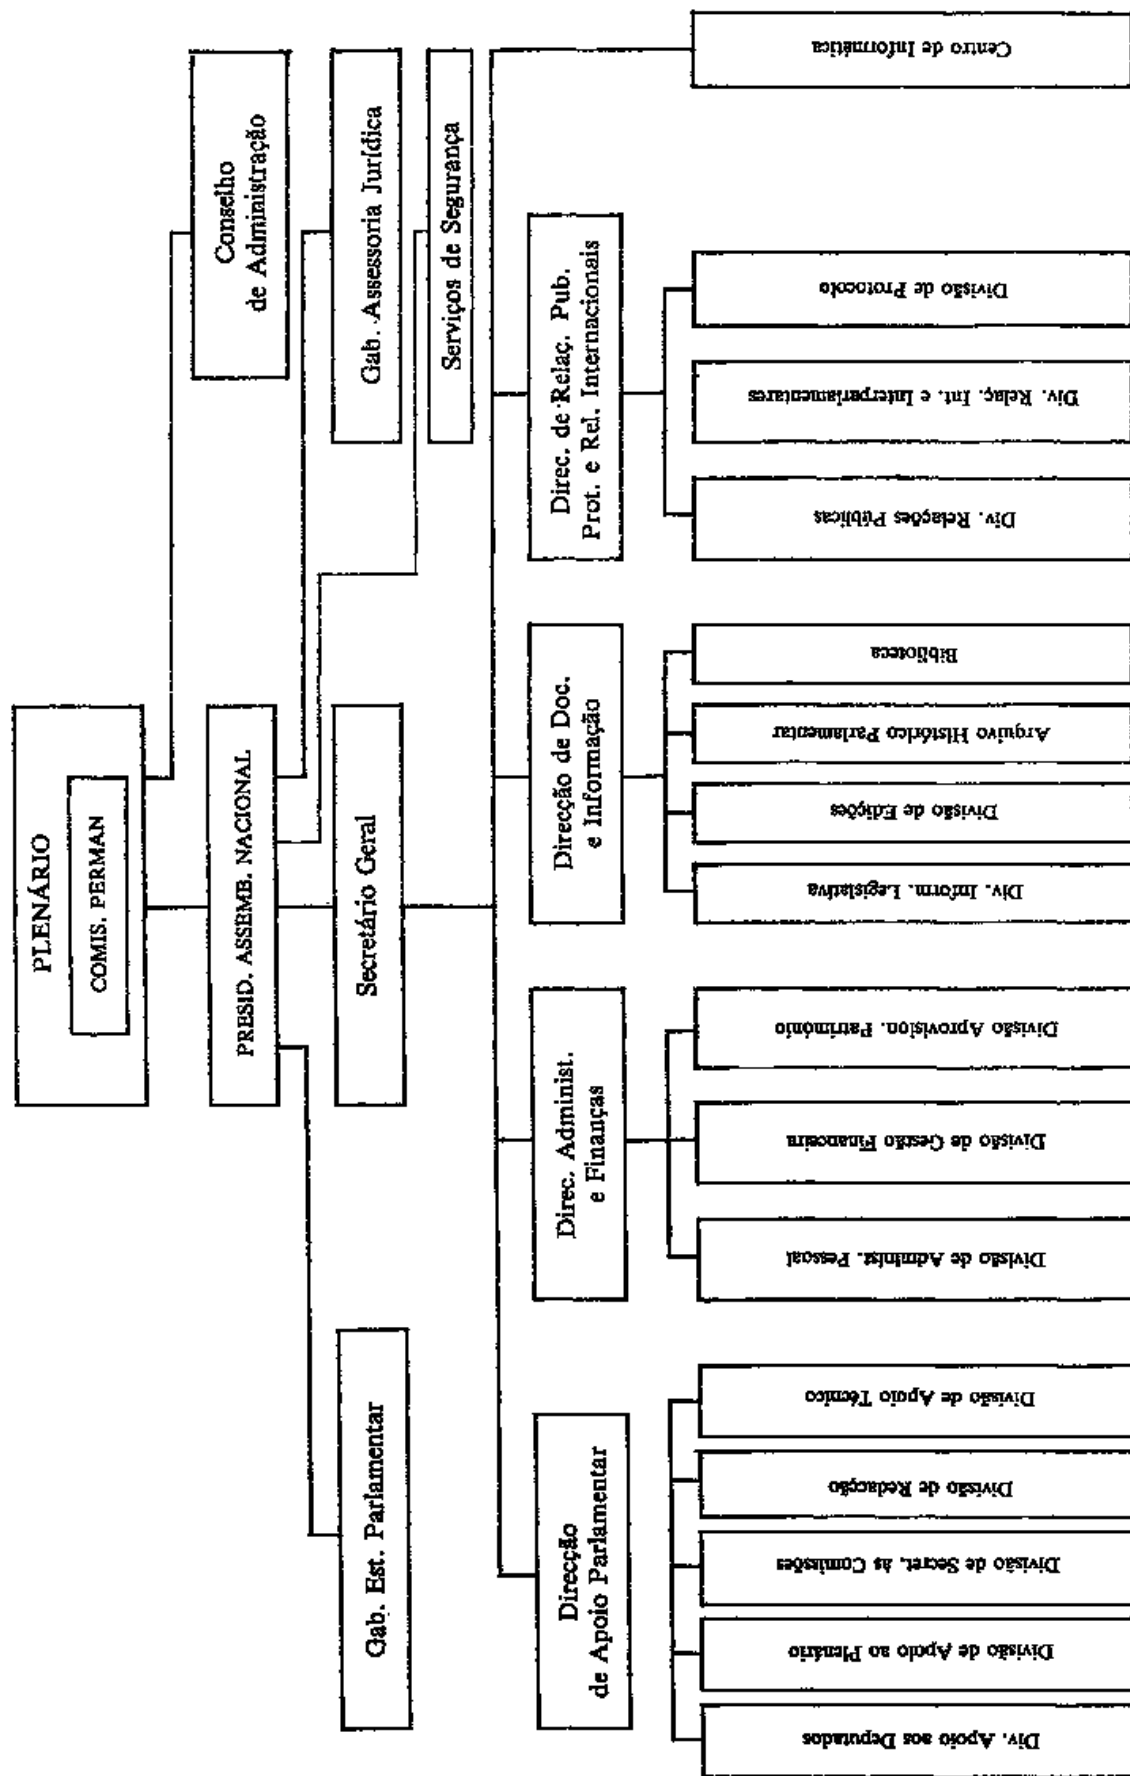 PLENÁRIO
COMIS. PERMAN
Conselho
de Administração
PRESID. ASSEMB. NACIONAL
Gab. Est. Parlamentar
Secretário Geral
Gab. Assessoria Jurídica
Serviços de Segurança
Direcção
de Apoio Parlamentar
Direc. Administ.
e Finanças
Direcção de Doc.
e Informação
Direc. de Relaç. Pub.
Prot. e Rel. Internacionais
Div. Apoio aos Deputados
Divisão de Apoio ao Plenário
Divisão de Secret. às Comissões
Divisão de Redacção
Divisão de Apoio Técnico
Divisão de Administ. Pessoal
Divisão de Gestão Financeira
Divisão Aprovision. Património
Div. Inform. Legislativa
Divisão de Edições
Arquivo Histórico Parlamentar
Biblioteca
Div. Relações Públicas
Div. Relaç. Int. e Interparlamentares
Divisão de Protocolo
Centro de Informática